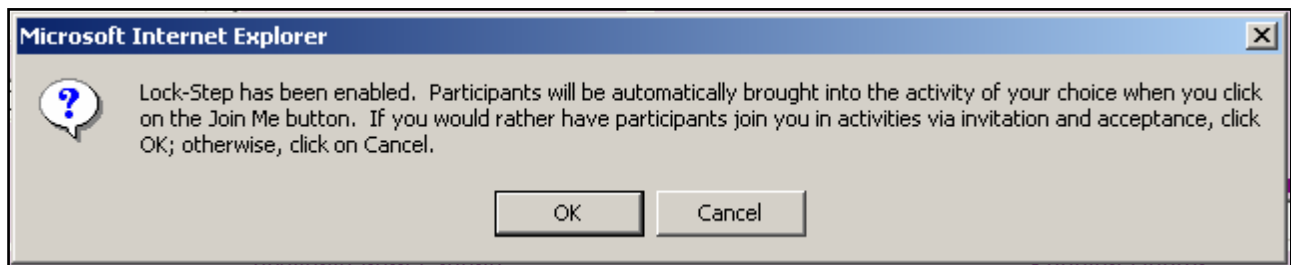 Microsoft Internet Explorer
Lock-Step has been enabled. Participants will be automatically brought into the activity of your choice when you click
on the Join Me button. If you would rather have participants join you in activities via invitation and acceptance, click
OK; otherwise, click on Cancel.
OK
Cancel